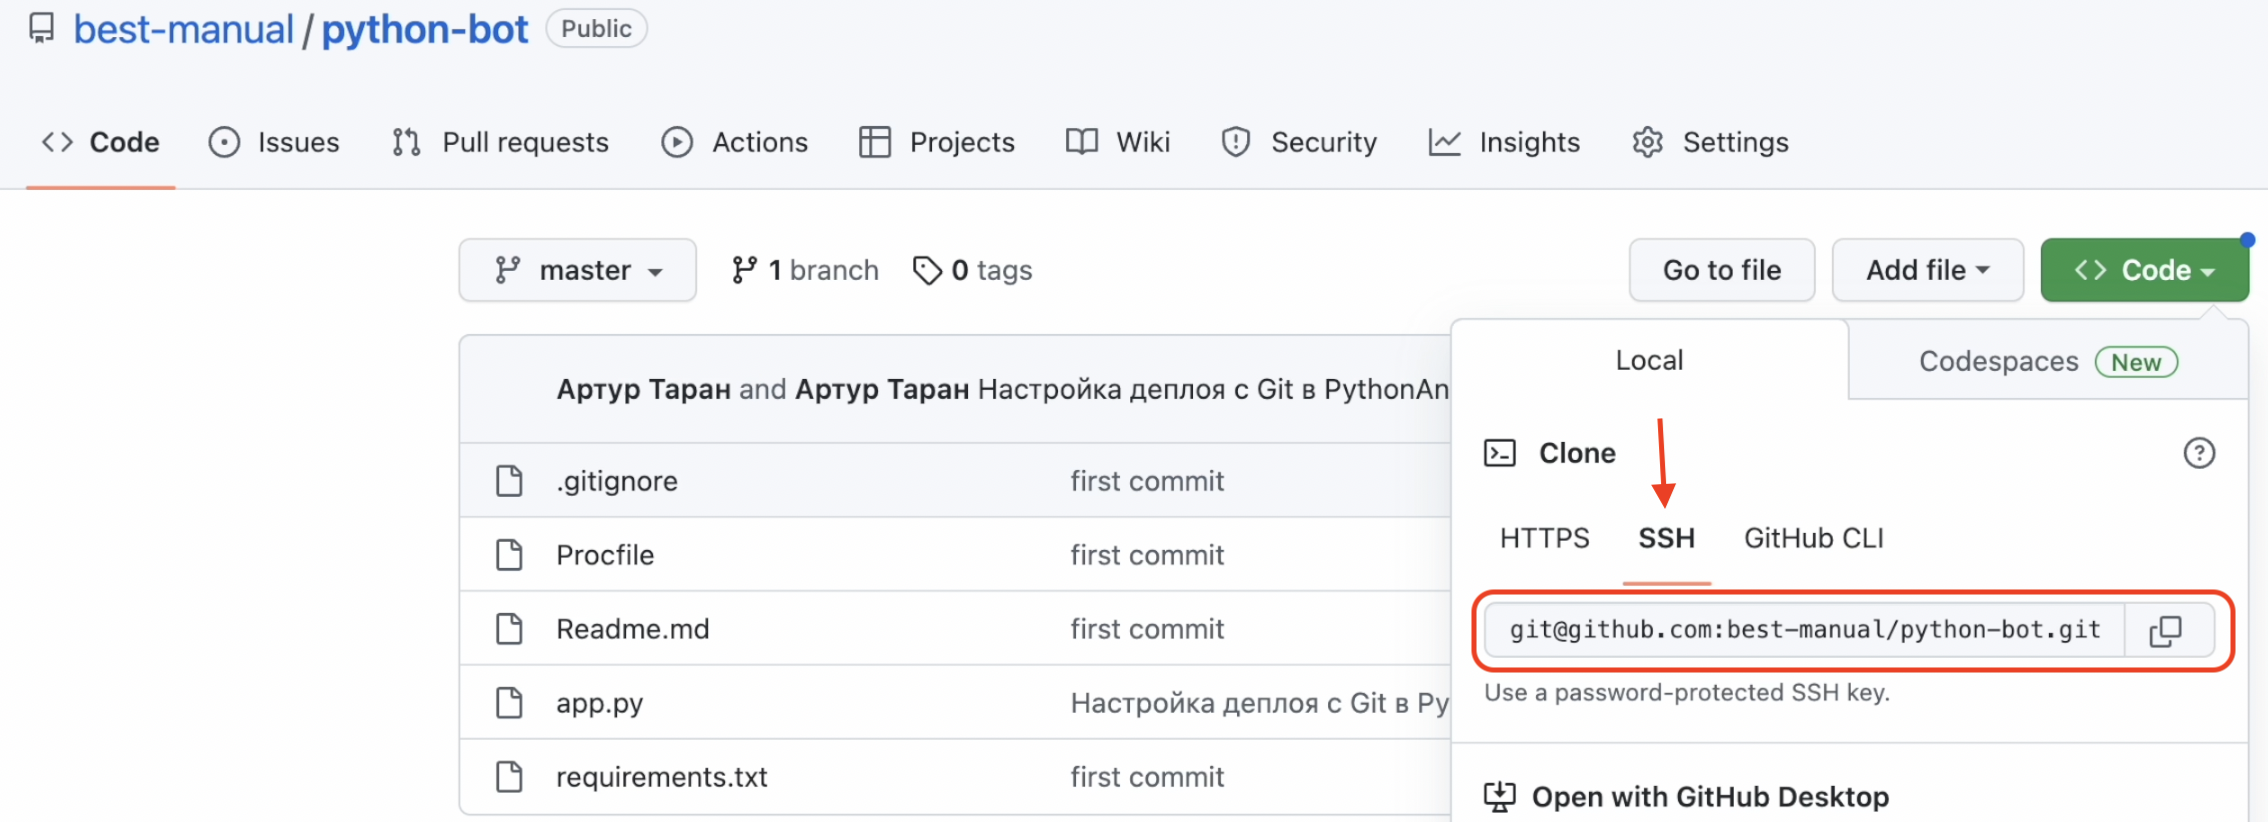 best-manual / python-bot Public
Code Issues Pull requests Actions Projects Wiki Security Insights Settings
master 1 branch 0 tags Go to file Add file Code
Артур Таран and Артур Таран Настройка деплоя с Git в PythonAn
.gitignore first commit
Procfile first commit
Readme.md first commit
app.py Настройка деплоя с Git в Py
requirements.txt first commit
Local Codespaces New
Clone
HTTPS SSH GitHub CLI
git@github.com:best-manual/python-bot.git
Use a password-protected SSH key.
Open with GitHub Desktop